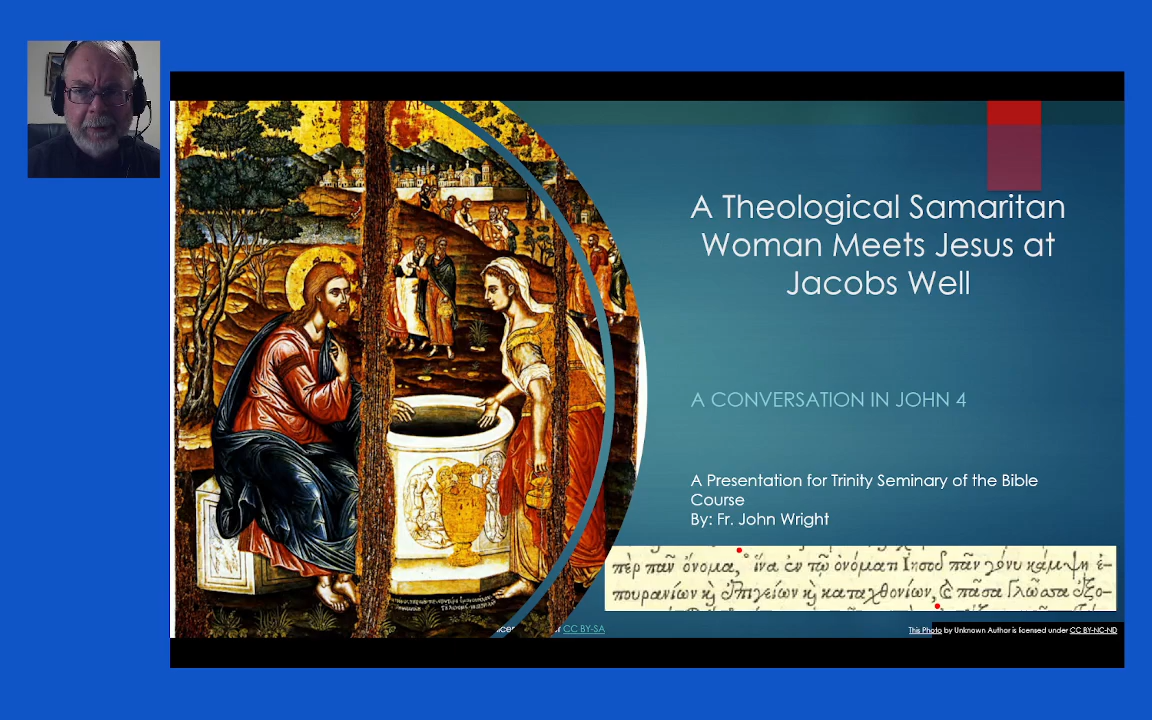 A Theological Samaritan
Woman Meets Jesus at
Jacobs Well
A CONVERSATION IN JOHN 4
A Presentation for Trinity Seminary of the Bible
Course
By: Fr. John Wright
πὲρ πᾶν ὄνομα, ἵνα ἐν τῷ ὀνόματι Ἰησοῦ πᾶν γόνυ κάμψη ἐ-
πουρανίων καὶ ἐπιγείων καὶ καταχθονίων, καὶ πᾶσα γλῶσσα ἐξο-
CC BY-SA
This Photo by Unknown Author is licensed under CC BY-NC-ND